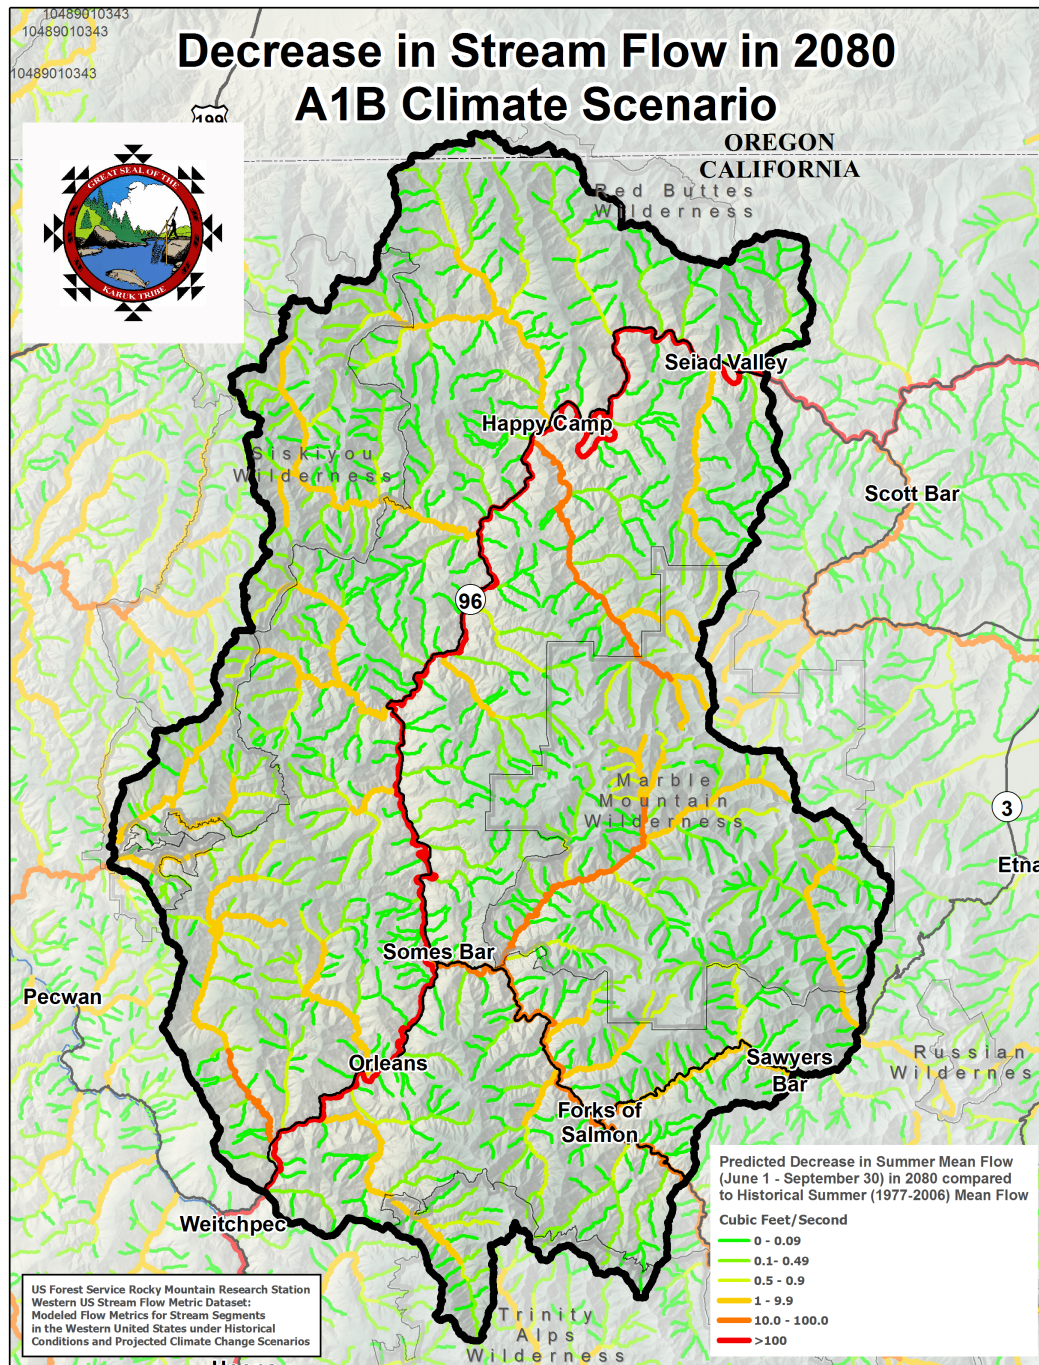 10489010343
10489010343
10489010343
Decrease in Stream Flow in 2080
A1B Climate Scenario
199
OREGON
CALIFORNIA
GREAT SEAL OF THE
KARUK TRIBE
Red Buttes
Wilderness
Seiad Valley
Happy Camp
Siskiyou
Wilderness
Scott Bar
96
Marble
Mountain
Wilderness
3
Etna
Somes Bar
Pecwan
Orleans
Sawyers
Bar
Russian
Wildernes
Forks of
Salmon
Weitchpec
Trinity
Alps
Wilderness
Predicted Decrease in Summer Mean Flow
(June 1 - September 30) in 2080 compared
to Historical Summer (1977-2006) Mean Flow
Cubic Feet/Second
0 - 0.09
0.1- 0.49
0.5 - 0.9
1 - 9.9
10.0 - 100.0
>100
US Forest Service Rocky Mountain Research Station
Western US Stream Flow Metric Dataset:
Modeled Flow Metrics for Stream Segments
in the Western United States under Historical
Conditions and Projected Climate Change Scenarios